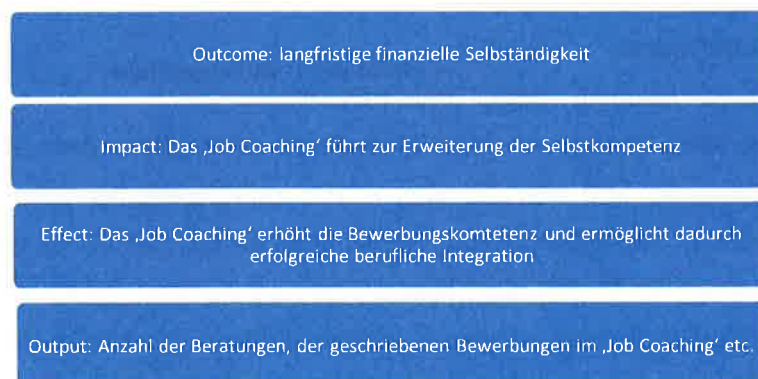 Outcome: langfristige finanzielle Selbständigkeit
Impact: Das ‚Job Coaching‘ führt zur Erweiterung der Selbstkompetenz
Effect: Das ‚Job Coaching‘ erhöht die Bewerbungskomtetenz und ermöglicht dadurch
erfolgreiche berufliche Integration
Output: Anzahl der Beratungen, der geschriebenen Bewerbungen im ‚Job Coaching‘ etc.